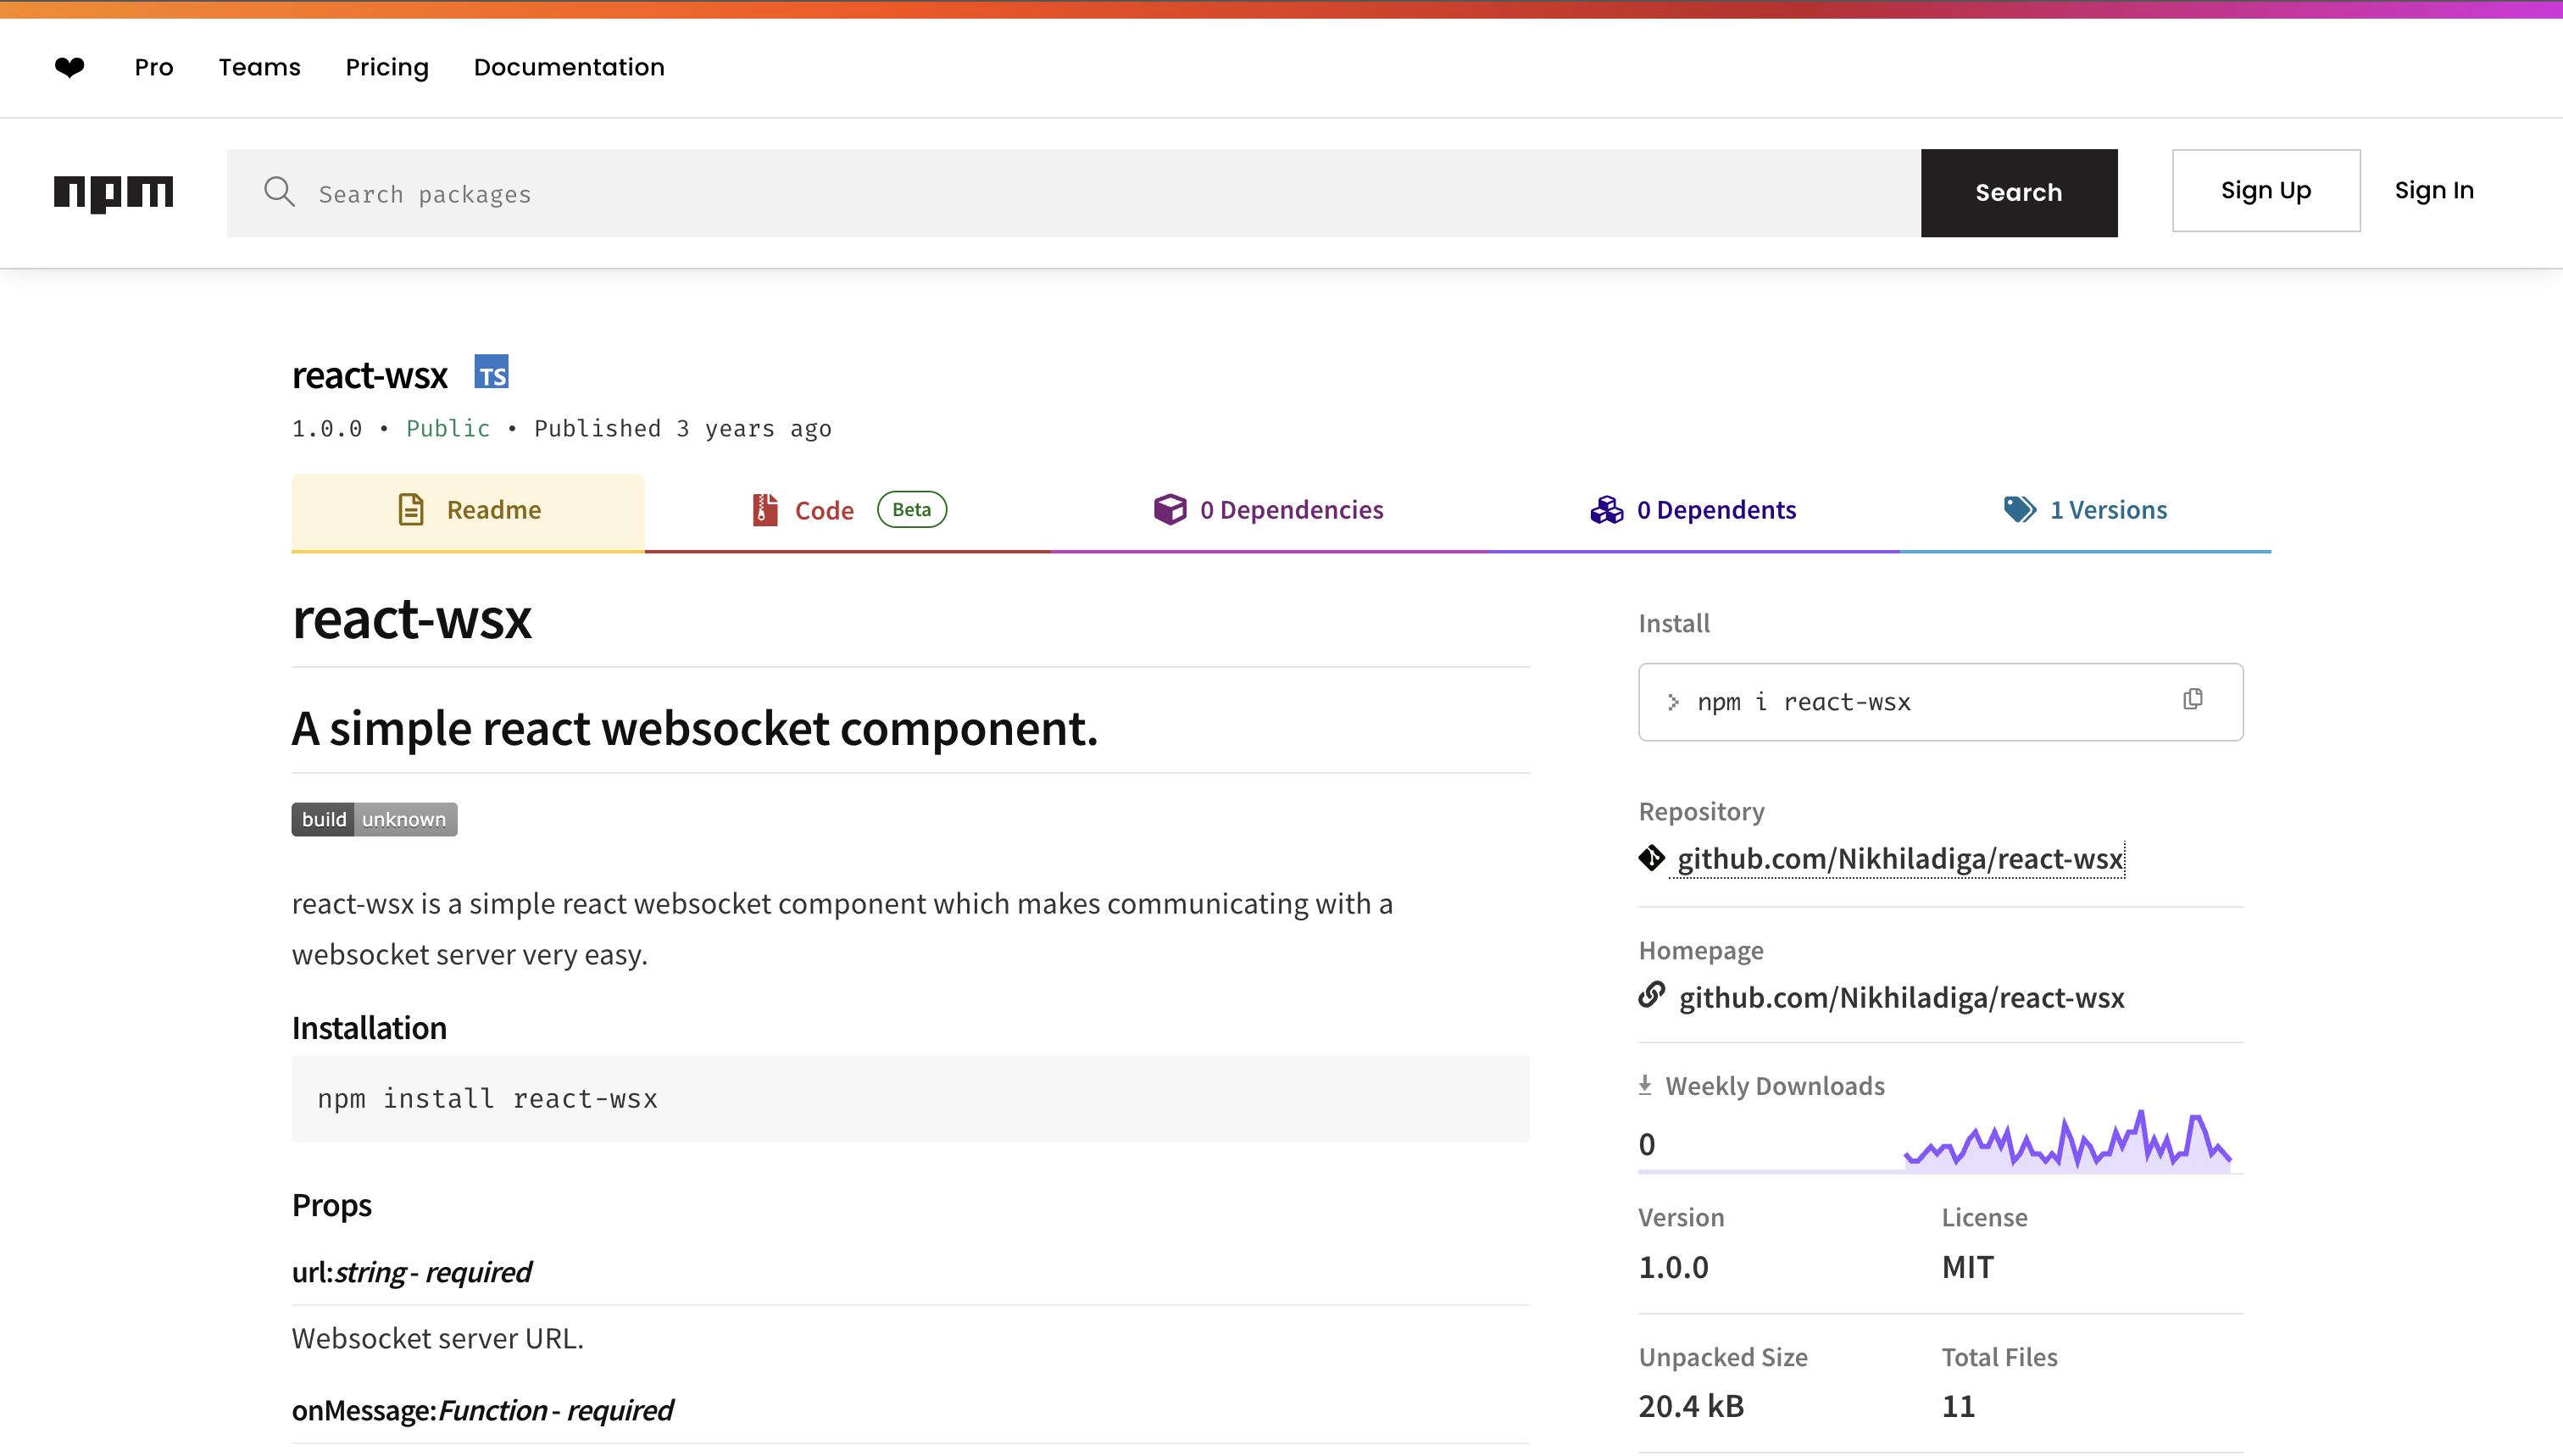 Pro Teams Pricing Documentation
npm Search packages Search Sign Up Sign In
react-wsx TS
1.0.0 • Public • Published 3 years ago
Readme Code Beta 0 Dependencies 0 Dependents 1 Versions
react-wsx
A simple react websocket component.
build unknown
react-wsx is a simple react websocket component which makes communicating with a
websocket server very easy.
Installation
npm install react-wsx
Props
url:string - required
Websocket server URL.
onMessage:Function - required
Install
> npm i react-wsx
Repository
github.com/Nikhiladiga/react-wsx
Homepage
github.com/Nikhiladiga/react-wsx
Weekly Downloads
0
Version License
1.0.0 MIT
Unpacked Size Total Files
20.4 kB 11